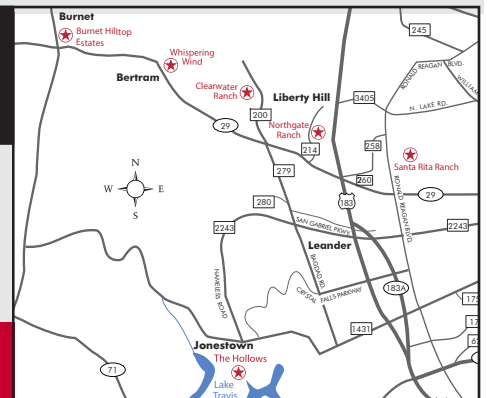 Burnet
Burnet Hilltop
Estates
245
Whispering
Wind
Bertram
RONALD REAGAN BLVD.
Clearwater
Ranch
Liberty Hill
3405
N. LAKE RD.
200
29
Northgate
Ranch
214
258
Santa Rita Ranch
N
W
E
S
279
260
29
280
183
RONALD REAGAN BLVD.
2243
SAN GABRIEL PKWY.
2243
Leander
NAMELESS ROAD
BAGDAD RD.
CRYSTAL FALLS PARKWAY
183A
1431
Jonestown
The Hollows
71
Lake
Travis